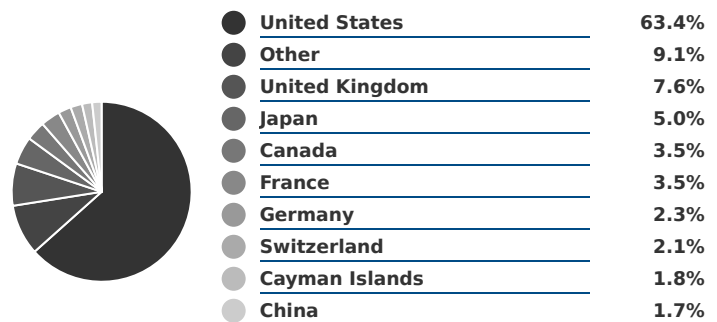 United States 63.4%
Other 9.1%
United Kingdom 7.6%
Japan 5.0%
Canada 3.5%
France 3.5%
Germany 2.3%
Switzerland 2.1%
Cayman Islands 1.8%
China 1.7%